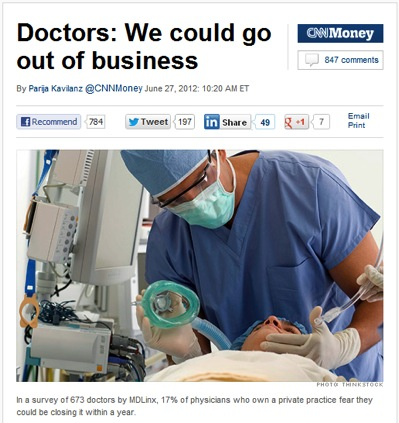 Doctors: We could go
out of business
CNNMoney
847 comments
By Parija Kavilanz @CNNMoney June 27, 2012: 10:20 AM ET
Recommend 784
Tweet 197
in Share 49
g +1 7
Email
Print
PHOTO: THINKSTOCK
In a survey of 673 doctors by MDLinx, 17% of physicians who own a private practice fear they
could be closing it within a year.